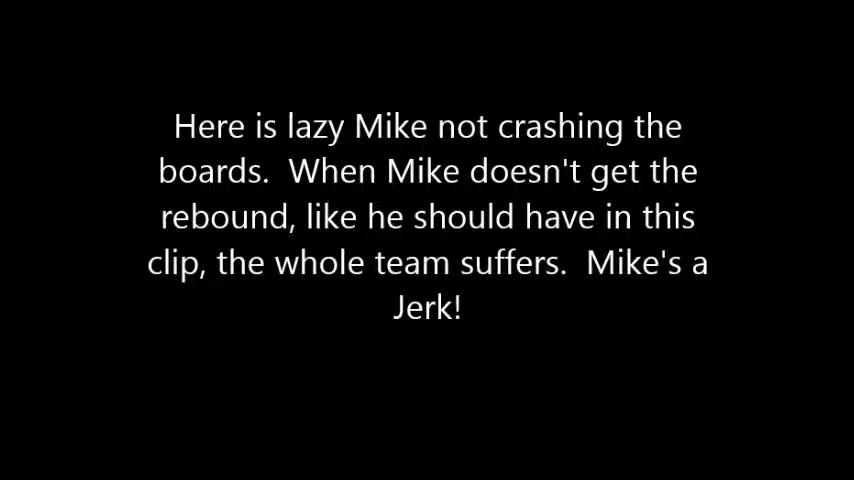 Here is lazy Mike not crashing the
boards.  When Mike doesn't get the
rebound, like he should have in this
clip, the whole team suffers.  Mike's a
Jerk!